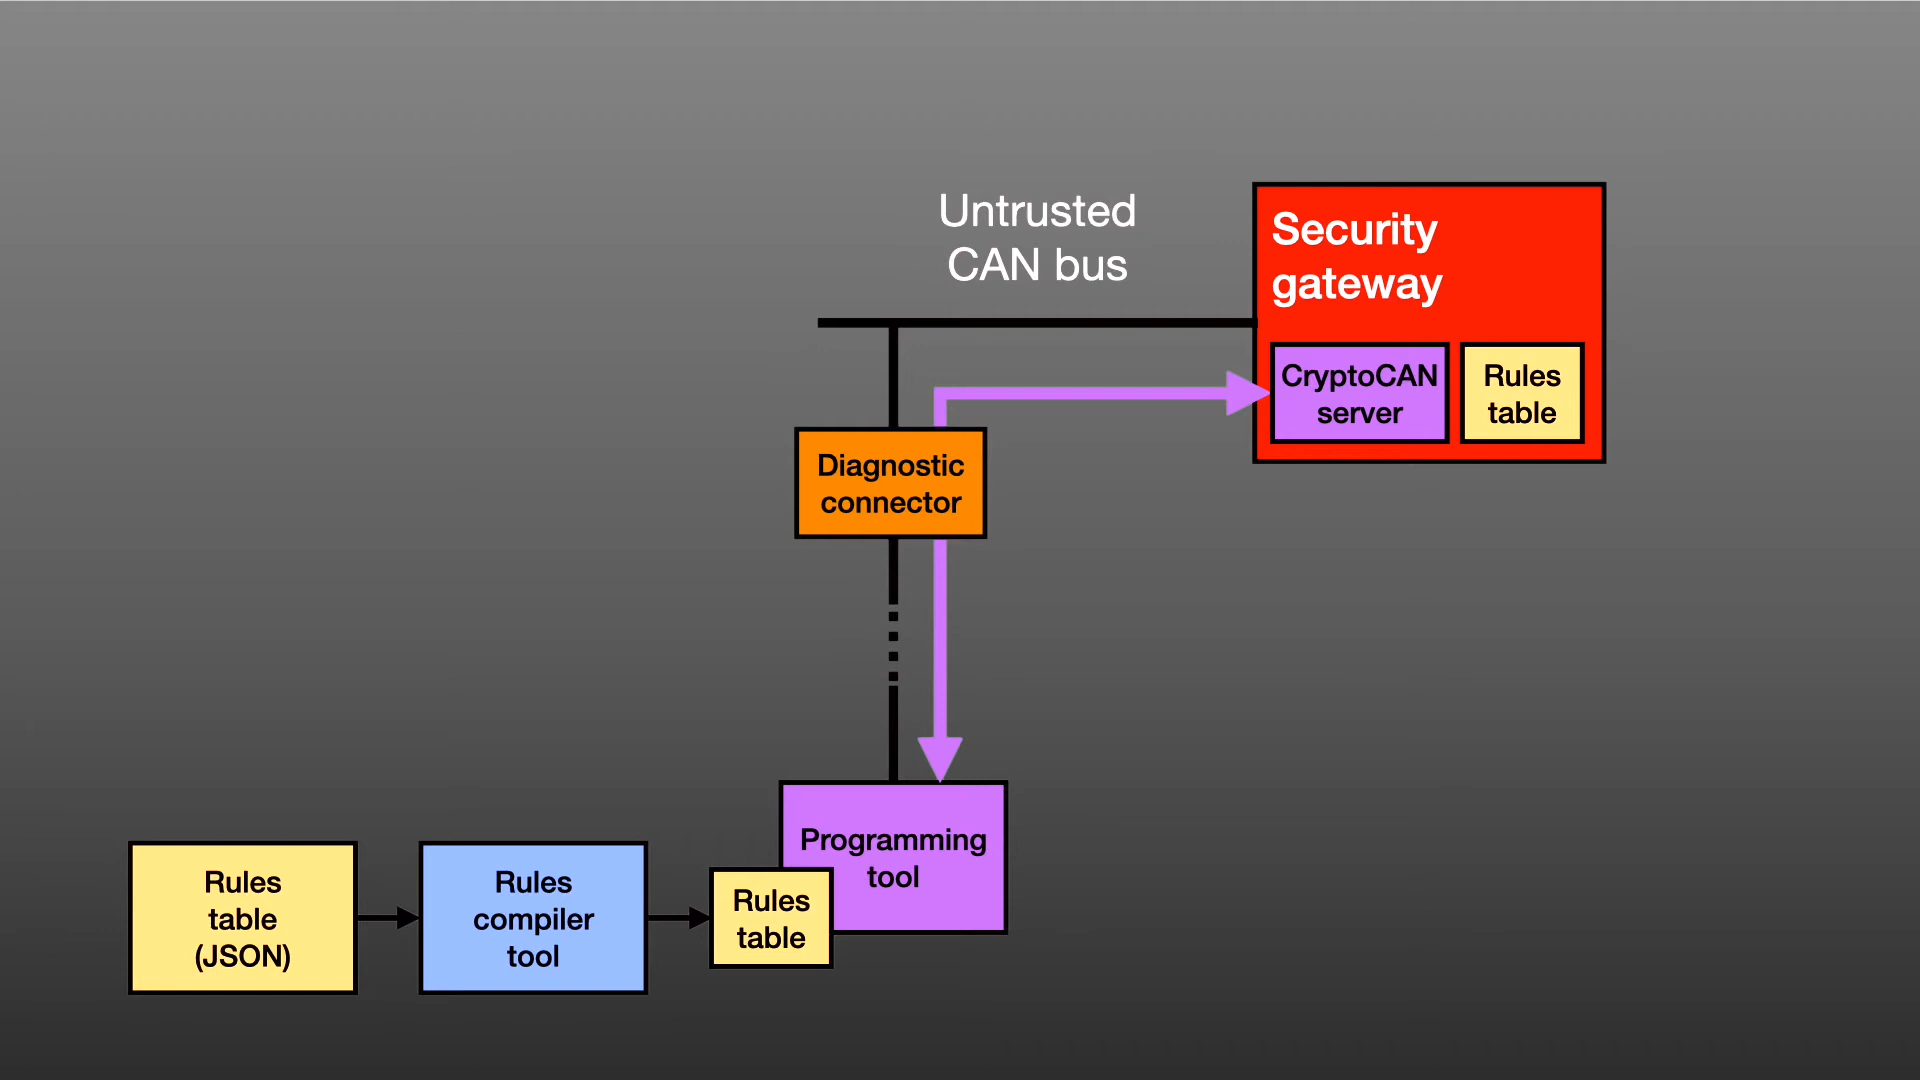 Untrusted
CAN bus
Security
gateway
CryptoCAN
server
Rules
table
Diagnostic
connector
Programming
tool
Rules
table
(JSON)
Rules
compiler
tool
Rules
table